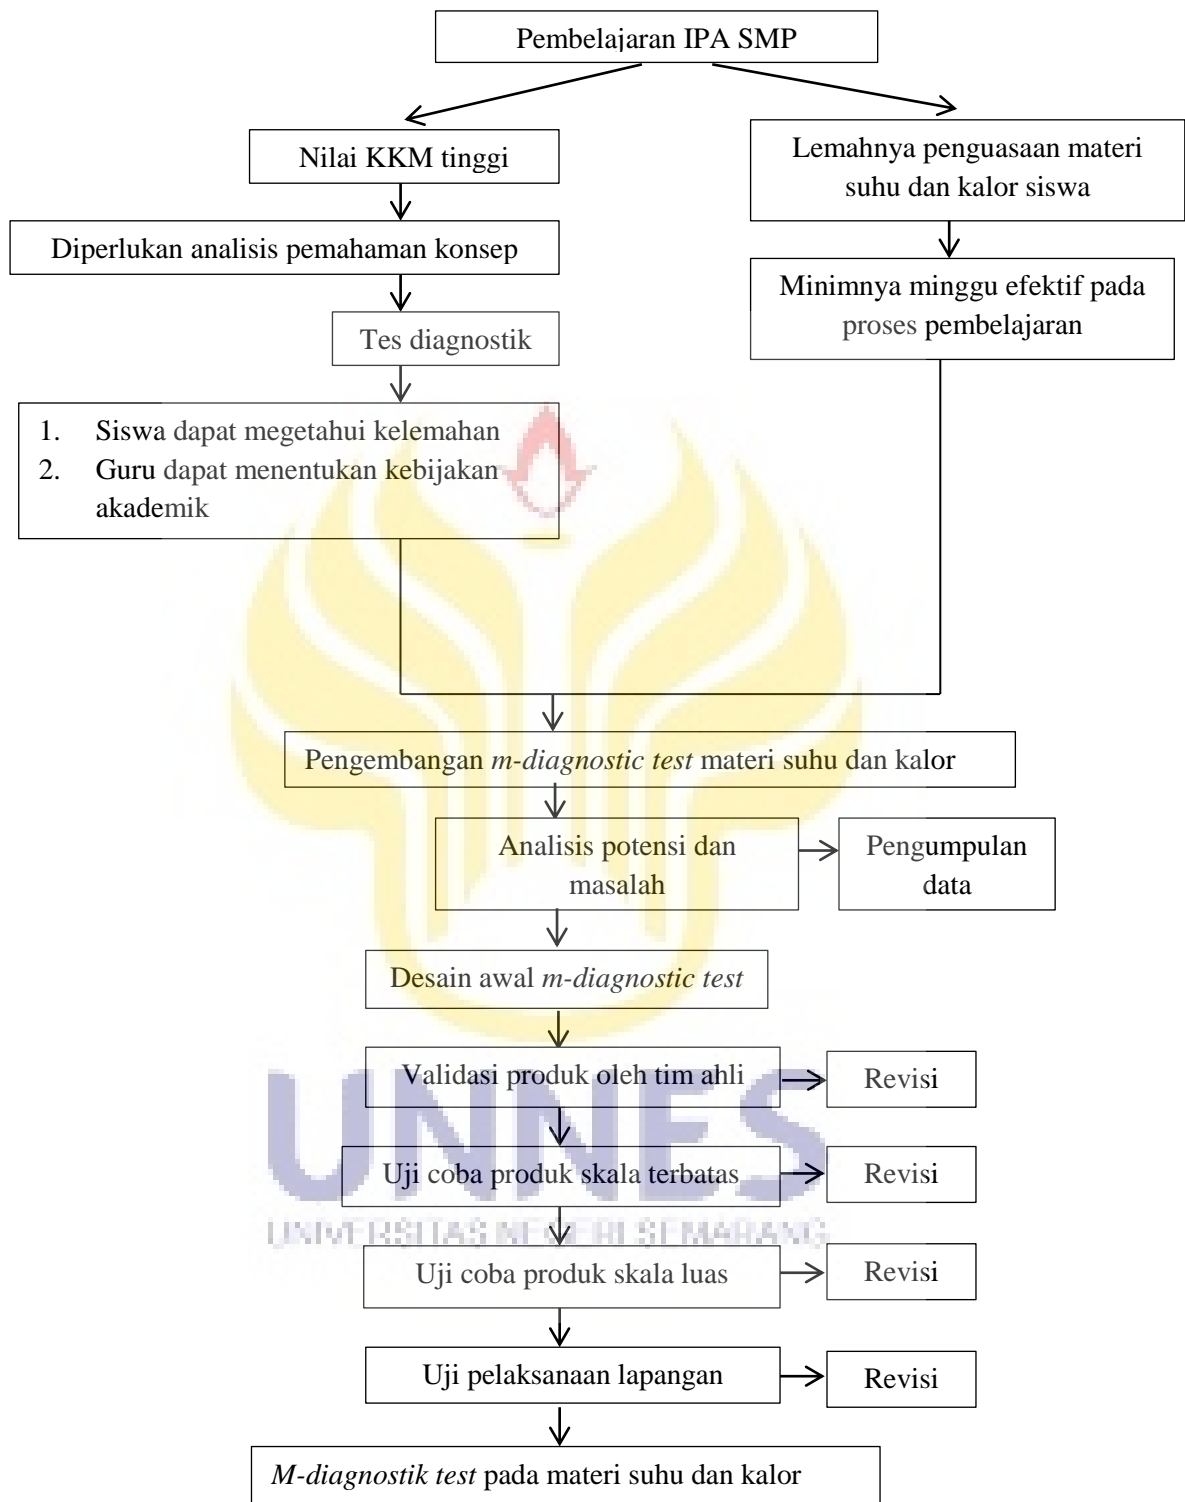 Pembelajaran IPA SMP
Nilai KKM tinggi
Lemahnya penguasaan materi
suhu dan kalor siswa
Diperlukan analisis pemahaman konsep
Minimnya minggu efektif pada
proses pembelajaran
Tes diagnostik
1. Siswa dapat megetahui kelemahan
2. Guru dapat menentukan kebijakan
akademik
Pengembangan m-diagnostic test materi suhu dan kalor
Analisis potensi dan
masalah
Pengumpulan
data
Desain awal m-diagnostic test
Validasi produk oleh tim ahli
Revisi
UNNES
Uji coba produk skala terbatas
Revisi
UNIVERSITAS NEGERI SEMARANG
Uji coba produk skala luas
Revisi
Uji pelaksanaan lapangan
Revisi
M-diagnostik test pada materi suhu dan kalor